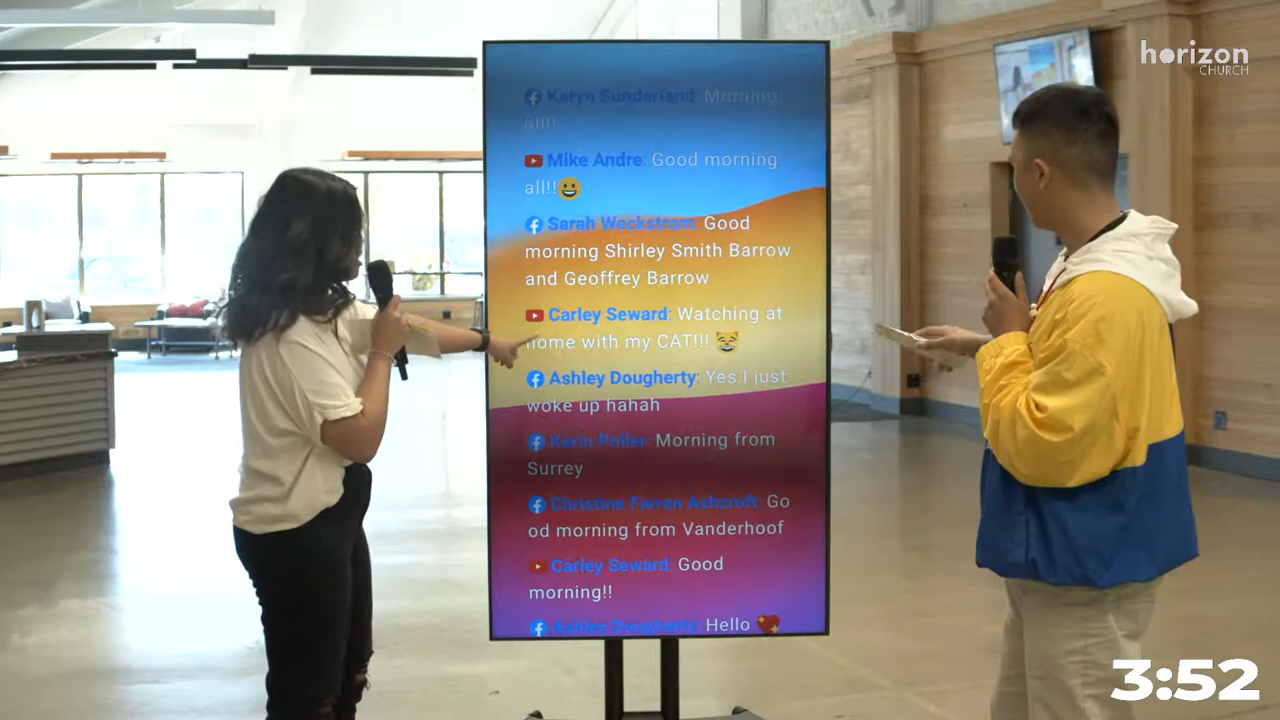 horizon
CHURCH
Karyn Sunderland: Morning
all!!
Mike Andre: Good morning
all!!😀
Sarah Weckstrom: Good
morning Shirley Smith Barrow
and Geoffrey Barrow
Carley Seward: Watching at
home with my CAT!!! 😸
Ashley Dougherty: Yes I just
woke up hahah
Karin Poller: Morning from
Surrey
Christine Farren Ashcroft: Go
od morning from Vanderhoof
Carley Seward: Good
morning!!
Ashley Dougherty: Hello 💖
3:52